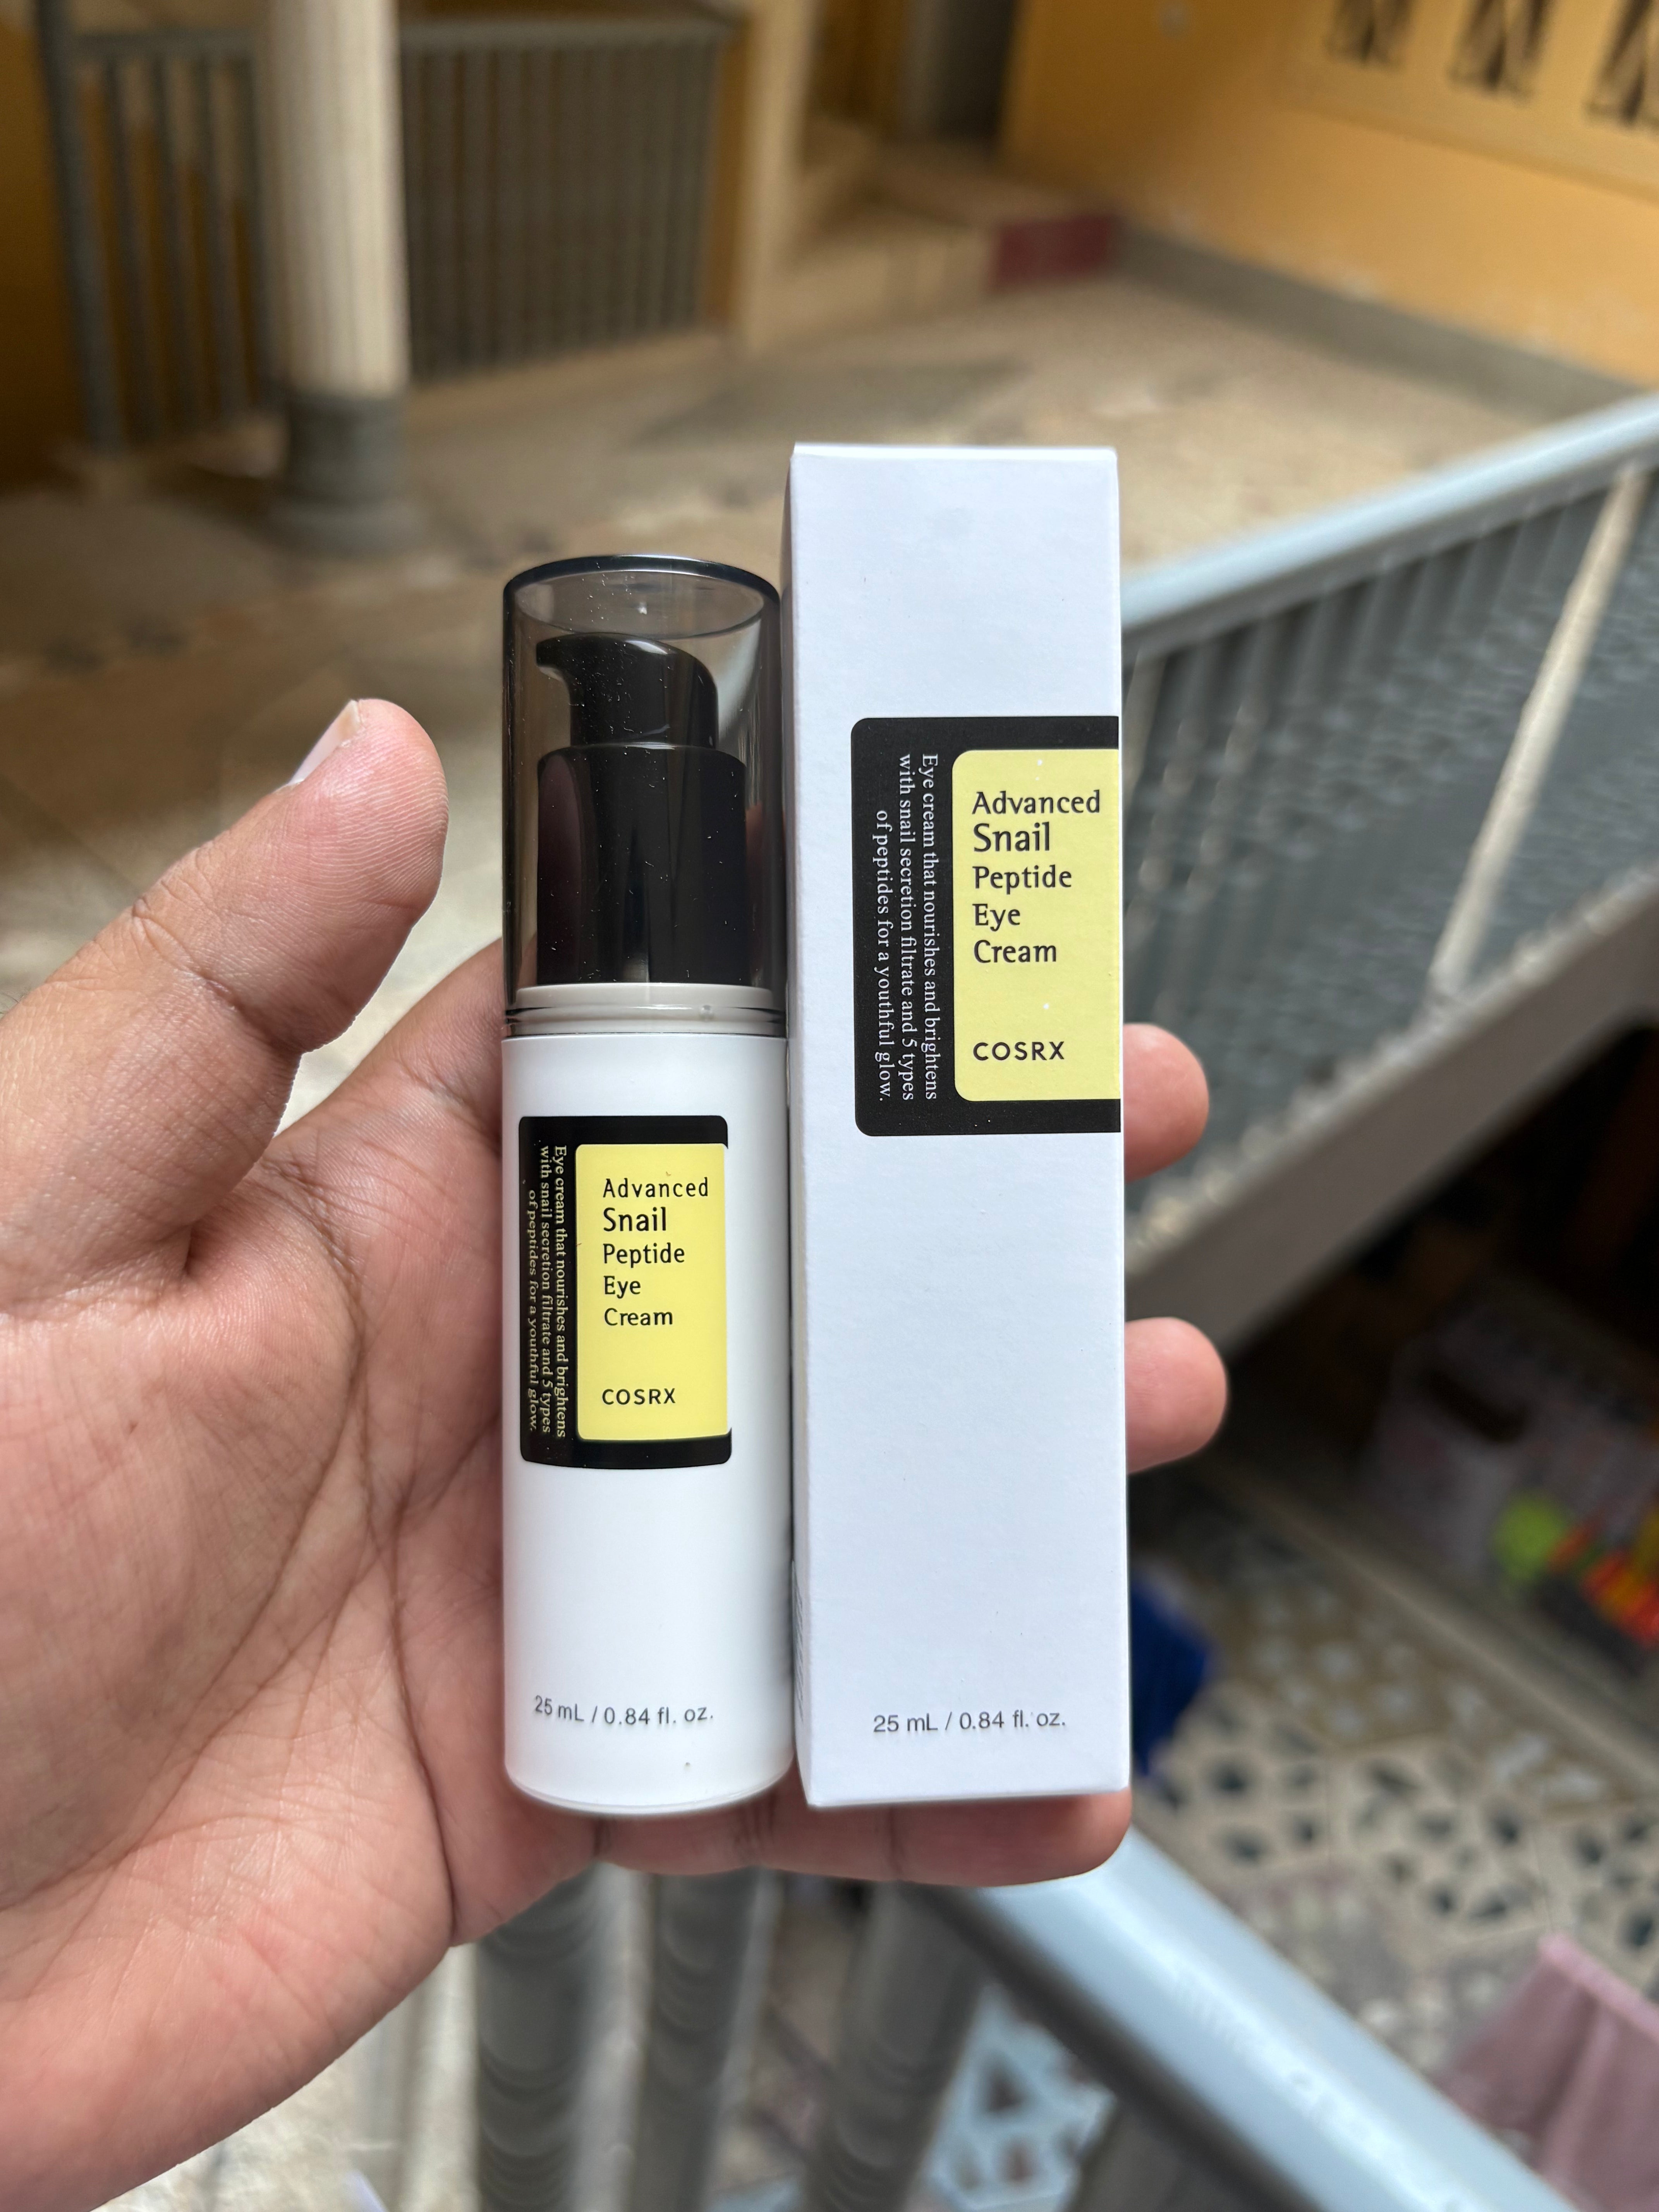 Advanced
Snail
Peptide
Eye
Cream
COSRX
Eye cream that nourishes and brightens
with snail secretion filtrate and 5 types
of peptides for a youthful glow.
25 mL / 0.84 fl. oz.
Advanced
Snail
Peptide
Eye
Cream
COSRX
Eye cream that nourishes and brightens
with snail secretion filtrate and 5 types
of peptides for a youthful glow.
25 mL / 0.84 fl. oz.